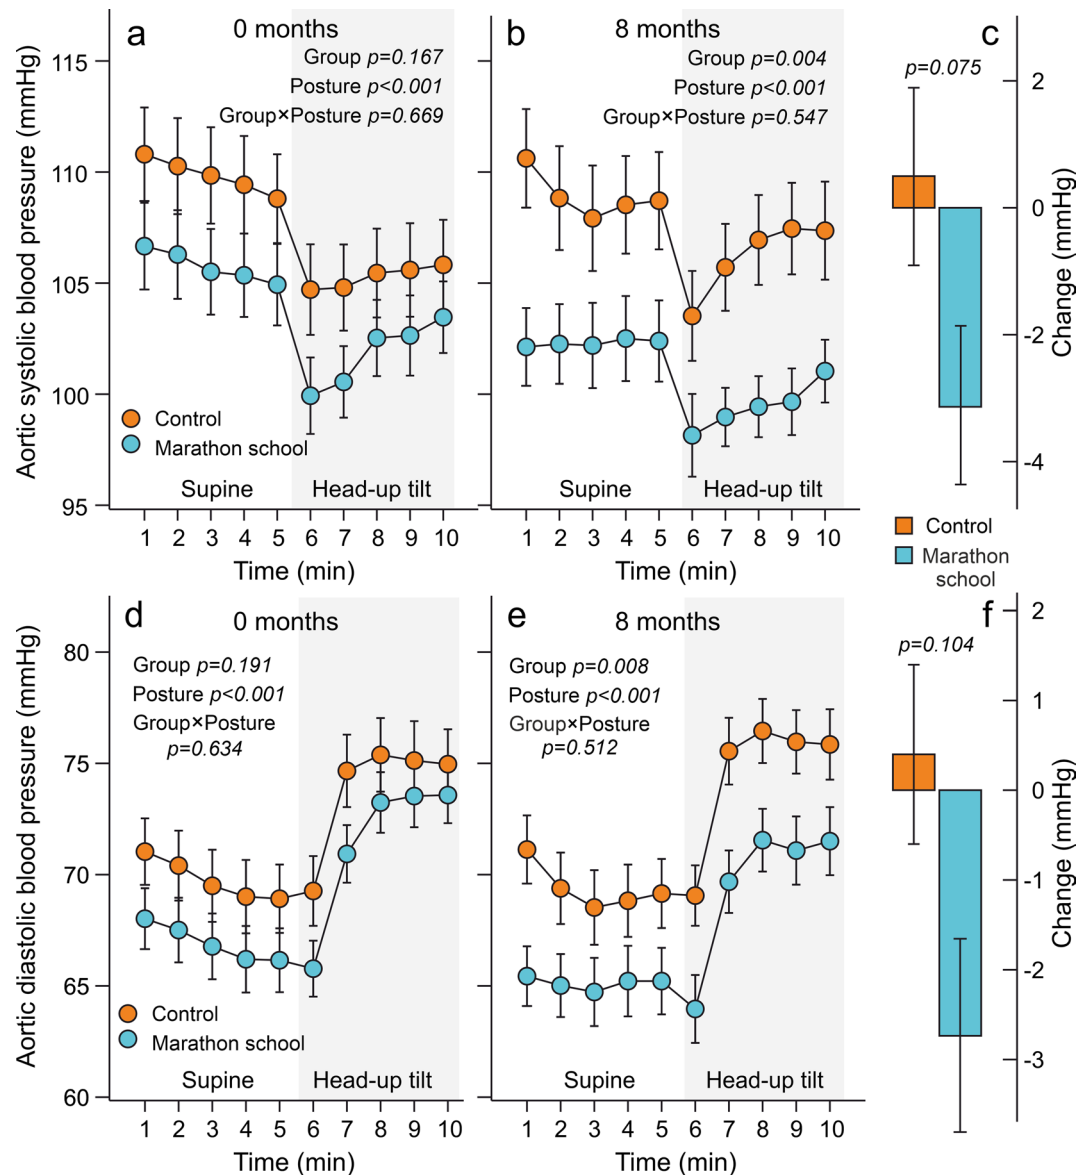 a
0 months
Group p=0.167
Posture p<0.001
Group×Posture p=0.669
Aortic systolic blood pressure (mmHg)
115
110
105
100
95
Control
Marathon school
Supine
Head-up tilt
1 2 3 4 5 6 7 8 9 10
Time (min)
b
8 months
Group p=0.004
Posture p<0.001
Group×Posture p=0.547
Supine
Head-up tilt
1 2 3 4 5 6 7 8 9 10
Time (min)
c
p=0.075
2
0
-2
-4
Change (mmHg)
Control
Marathon
school
d
0 months
Group p=0.191
Posture p<0.001
Group×Posture
p=0.634
Aortic diastolic blood pressure (mmHg)
80
75
70
65
60
Control
Marathon school
Supine
Head-up tilt
1 2 3 4 5 6 7 8 9 10
Time (min)
e
8 months
Group p=0.008
Posture p<0.001
Group×Posture
p=0.512
Supine
Head-up tilt
1 2 3 4 5 6 7 8 9 10
Time (min)
f
p=0.104
2
1
0
-1
-2
-3
Change (mmHg)